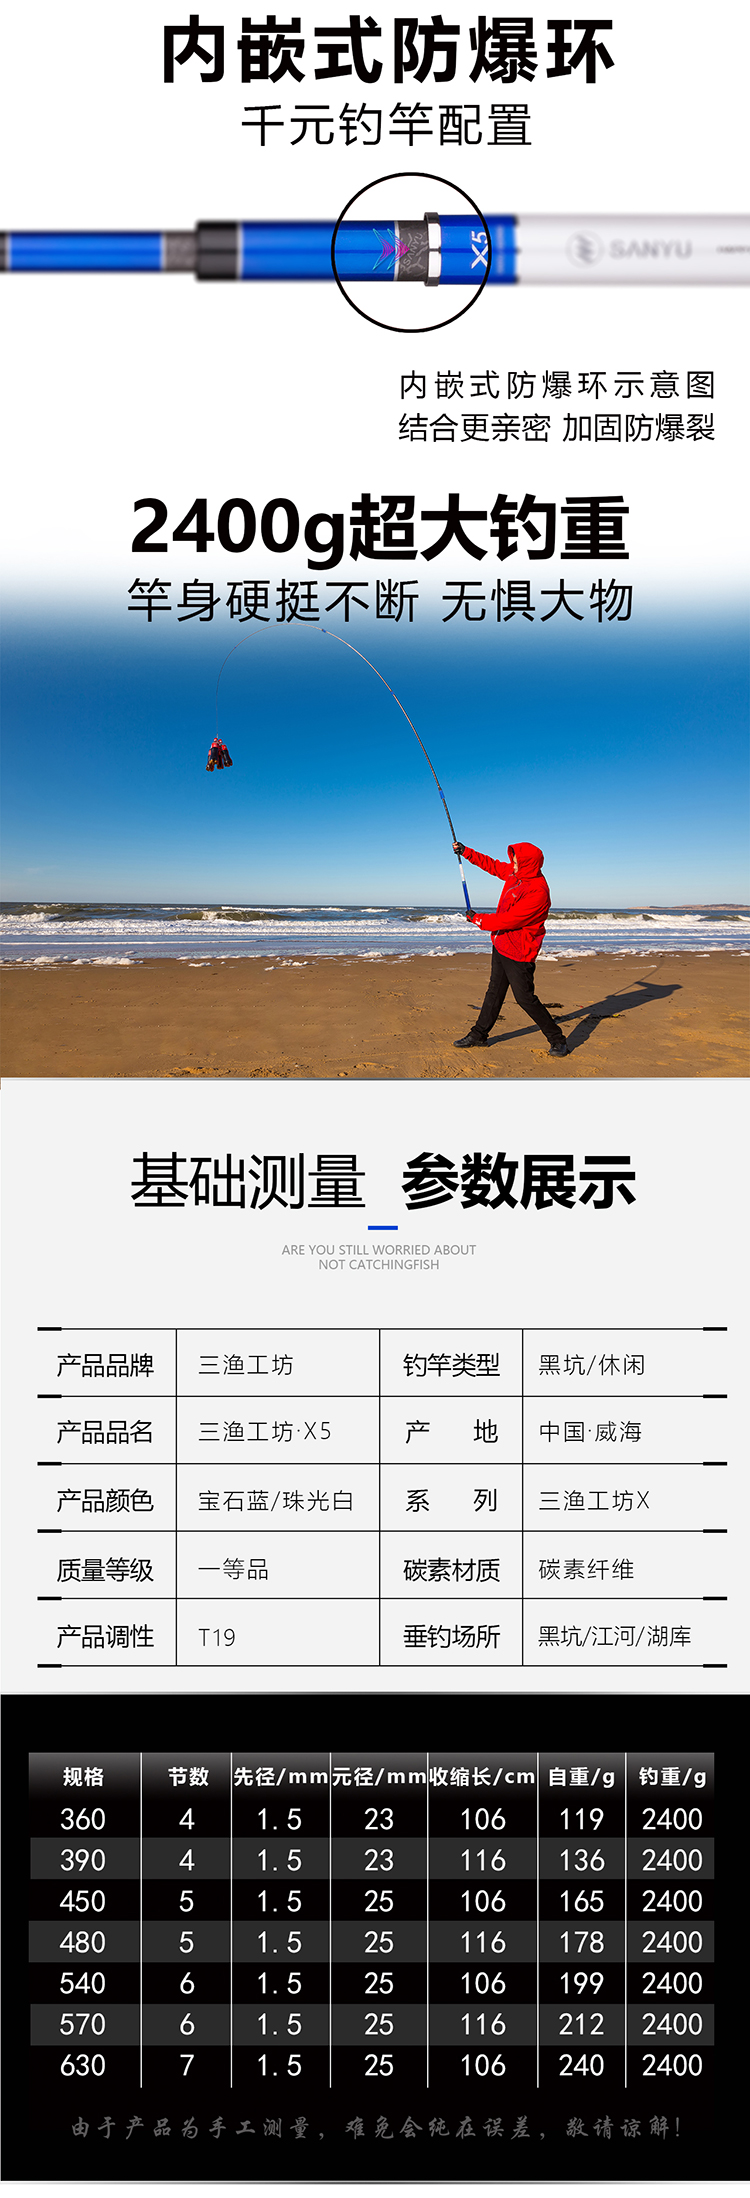 内嵌式防爆环
千元钓竿配置
SANYU
X5
SANYU
内嵌式防爆环示意图
结合更亲密 加固防爆裂
2400g超大钓重
竿身硬挺不断 无惧大物
基础测量 参数展示
ARE YOU STILL WORRIED ABOUT
NOT CATCHINGFISH
产品品牌 三渔工坊 钓竿类型 黑坑/休闲
产品品名 三渔工坊·X5 产 地 中国·威海
产品颜色 宝石蓝/珠光白 系 列 三渔工坊X
质量等级 一等品 碳素材质 碳素纤维
产品调性 T19 垂钓场所 黑坑/江河/湖库
规格 节数 先径/mm 元径/mm 收缩长/cm 自重/g 钓重/g
360 4 1.5 23 106 119 2400
390 4 1.5 23 116 136 2400
450 5 1.5 25 106 165 2400
480 5 1.5 25 116 178 2400
540 6 1.5 25 106 199 2400
570 6 1.5 25 116 212 2400
630 7 1.5 25 106 240 2400
由于产品为手工测量，难免会纯在误差，敬请谅解！